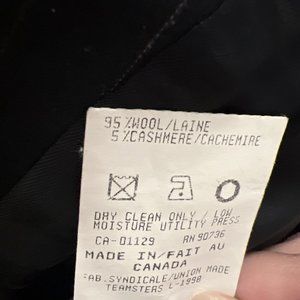 95%WOOL/LAINE
5%CASHMERE/CACHEMIRE
DRY CLEAN ONLY / LOW
MOISTURE UTILITY PRESS
CA-01129 RN 90736
MADE IN/FAIT AU
CANADA
FAB.SYNDICALE/UNION MADE
TEAMSTERS L-1998